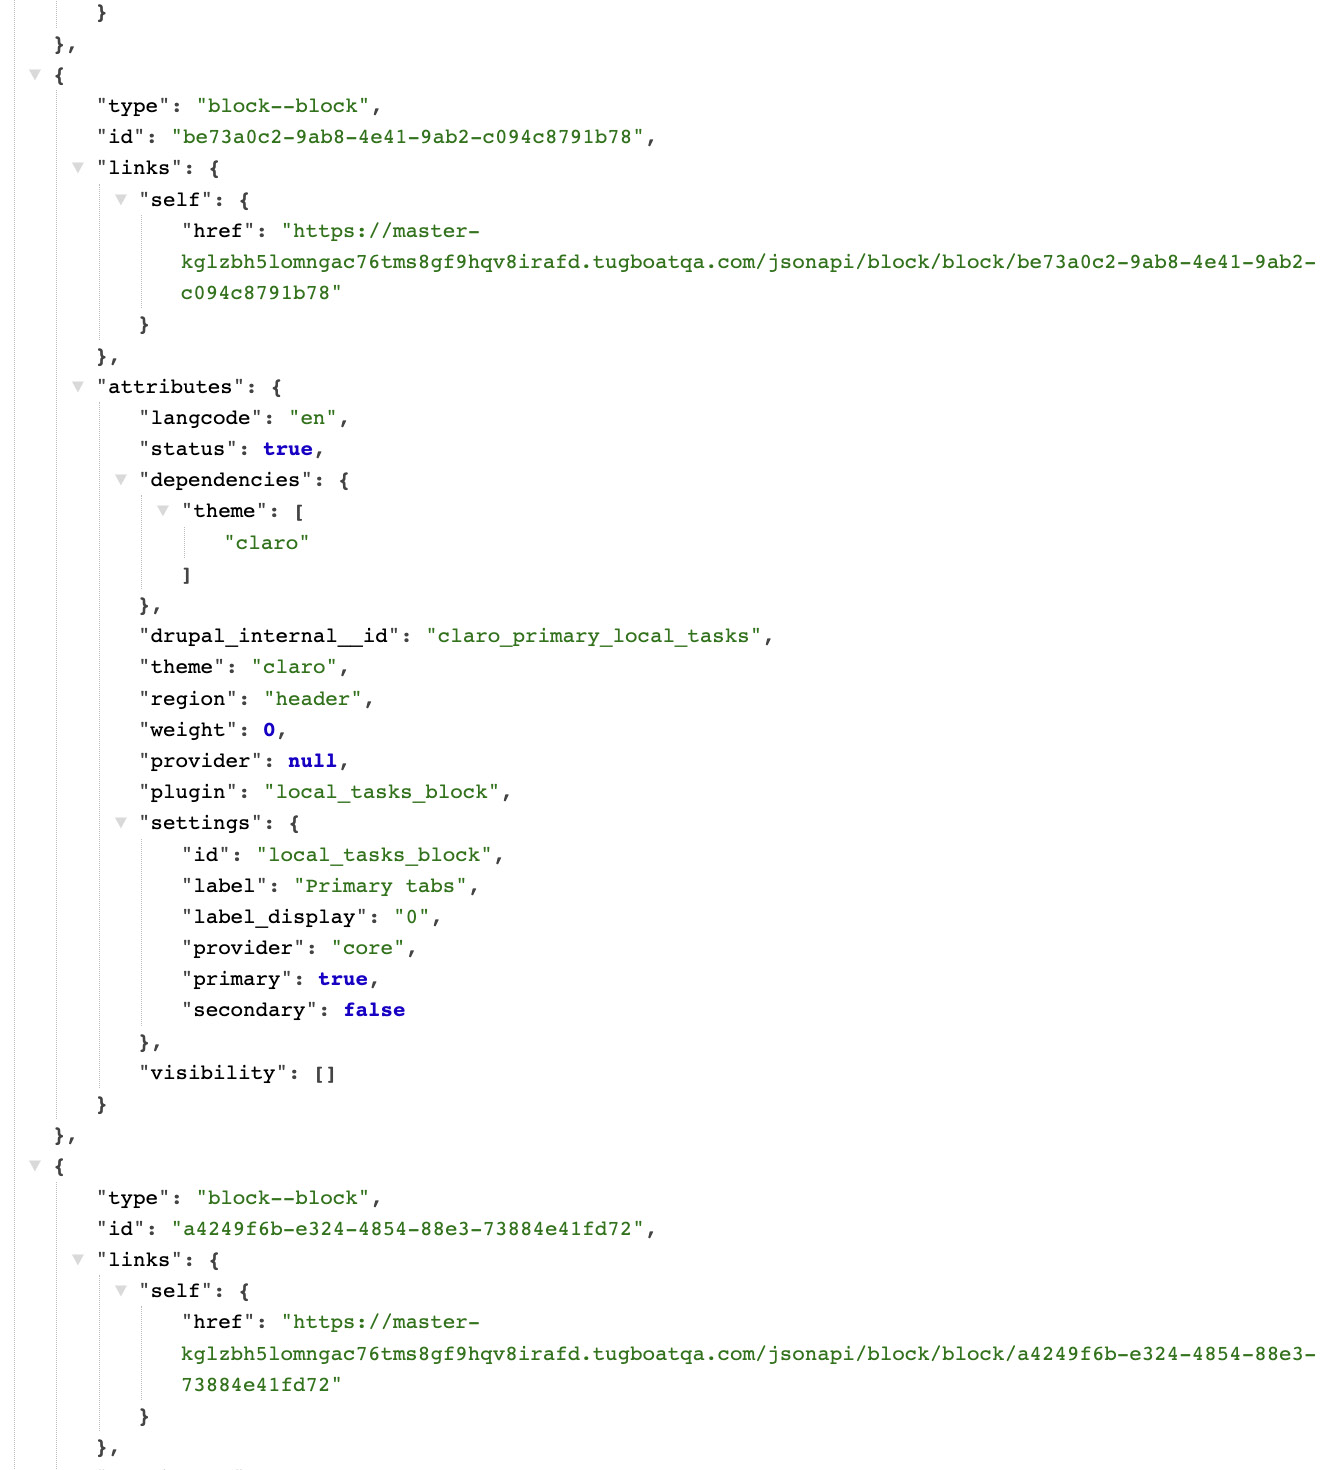 }
},
{
"type": "block--block",
"id": "be73a0c2-9ab8-4e41-9ab2-c094c8791b78",
"links": {
"self": {
"href": "https://master-
kglzbh5lomngac76tms8gf9hqv8irafd.tugboatqa.com/jsonapi/block/block/be73a0c2-9ab8-4e41-9ab2-
c094c8791b78"
}
},
"attributes": {
"langcode": "en",
"status": true,
"dependencies": {
"theme": [
"claro"
]
},
"drupal_internal__id": "claro_primary_local_tasks",
"theme": "claro",
"region": "header",
"weight": 0,
"provider": null,
"plugin": "local_tasks_block",
"settings": {
"id": "local_tasks_block",
"label": "Primary tabs",
"label_display": "0",
"provider": "core",
"primary": true,
"secondary": false
},
"visibility": []
}
},
{
"type": "block--block",
"id": "a4249f6b-e324-4854-88e3-73884e41fd72",
"links": {
"self": {
"href": "https://master-
kglzbh5lomngac76tms8gf9hqv8irafd.tugboatqa.com/jsonapi/block/block/a4249f6b-e324-4854-88e3-
73884e41fd72"
}
},